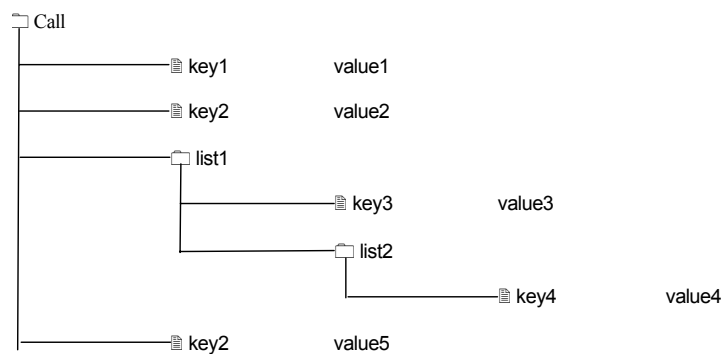 Call
key1 value1
key2 value2
list1
key3 value3
list2
key4 value4
key2 value5